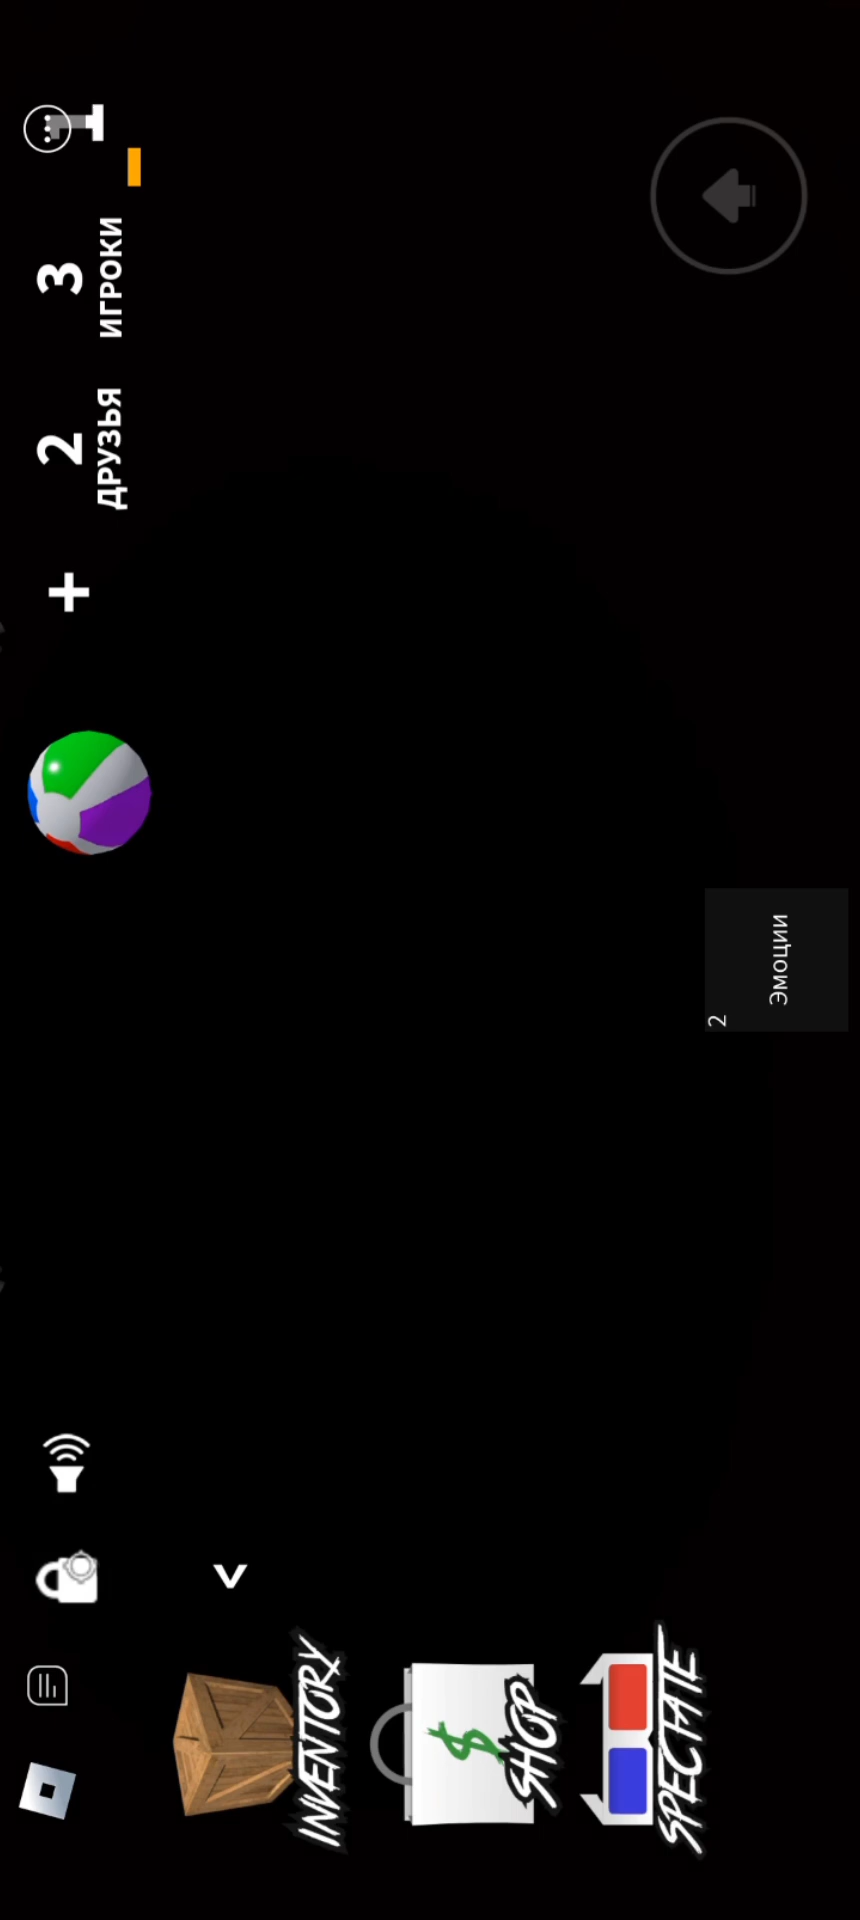 +
2
ДРУЗЬЯ
3
ИГРОКИ
INVENTORY
$
SHOP
SPECTATE
2
Эмоции